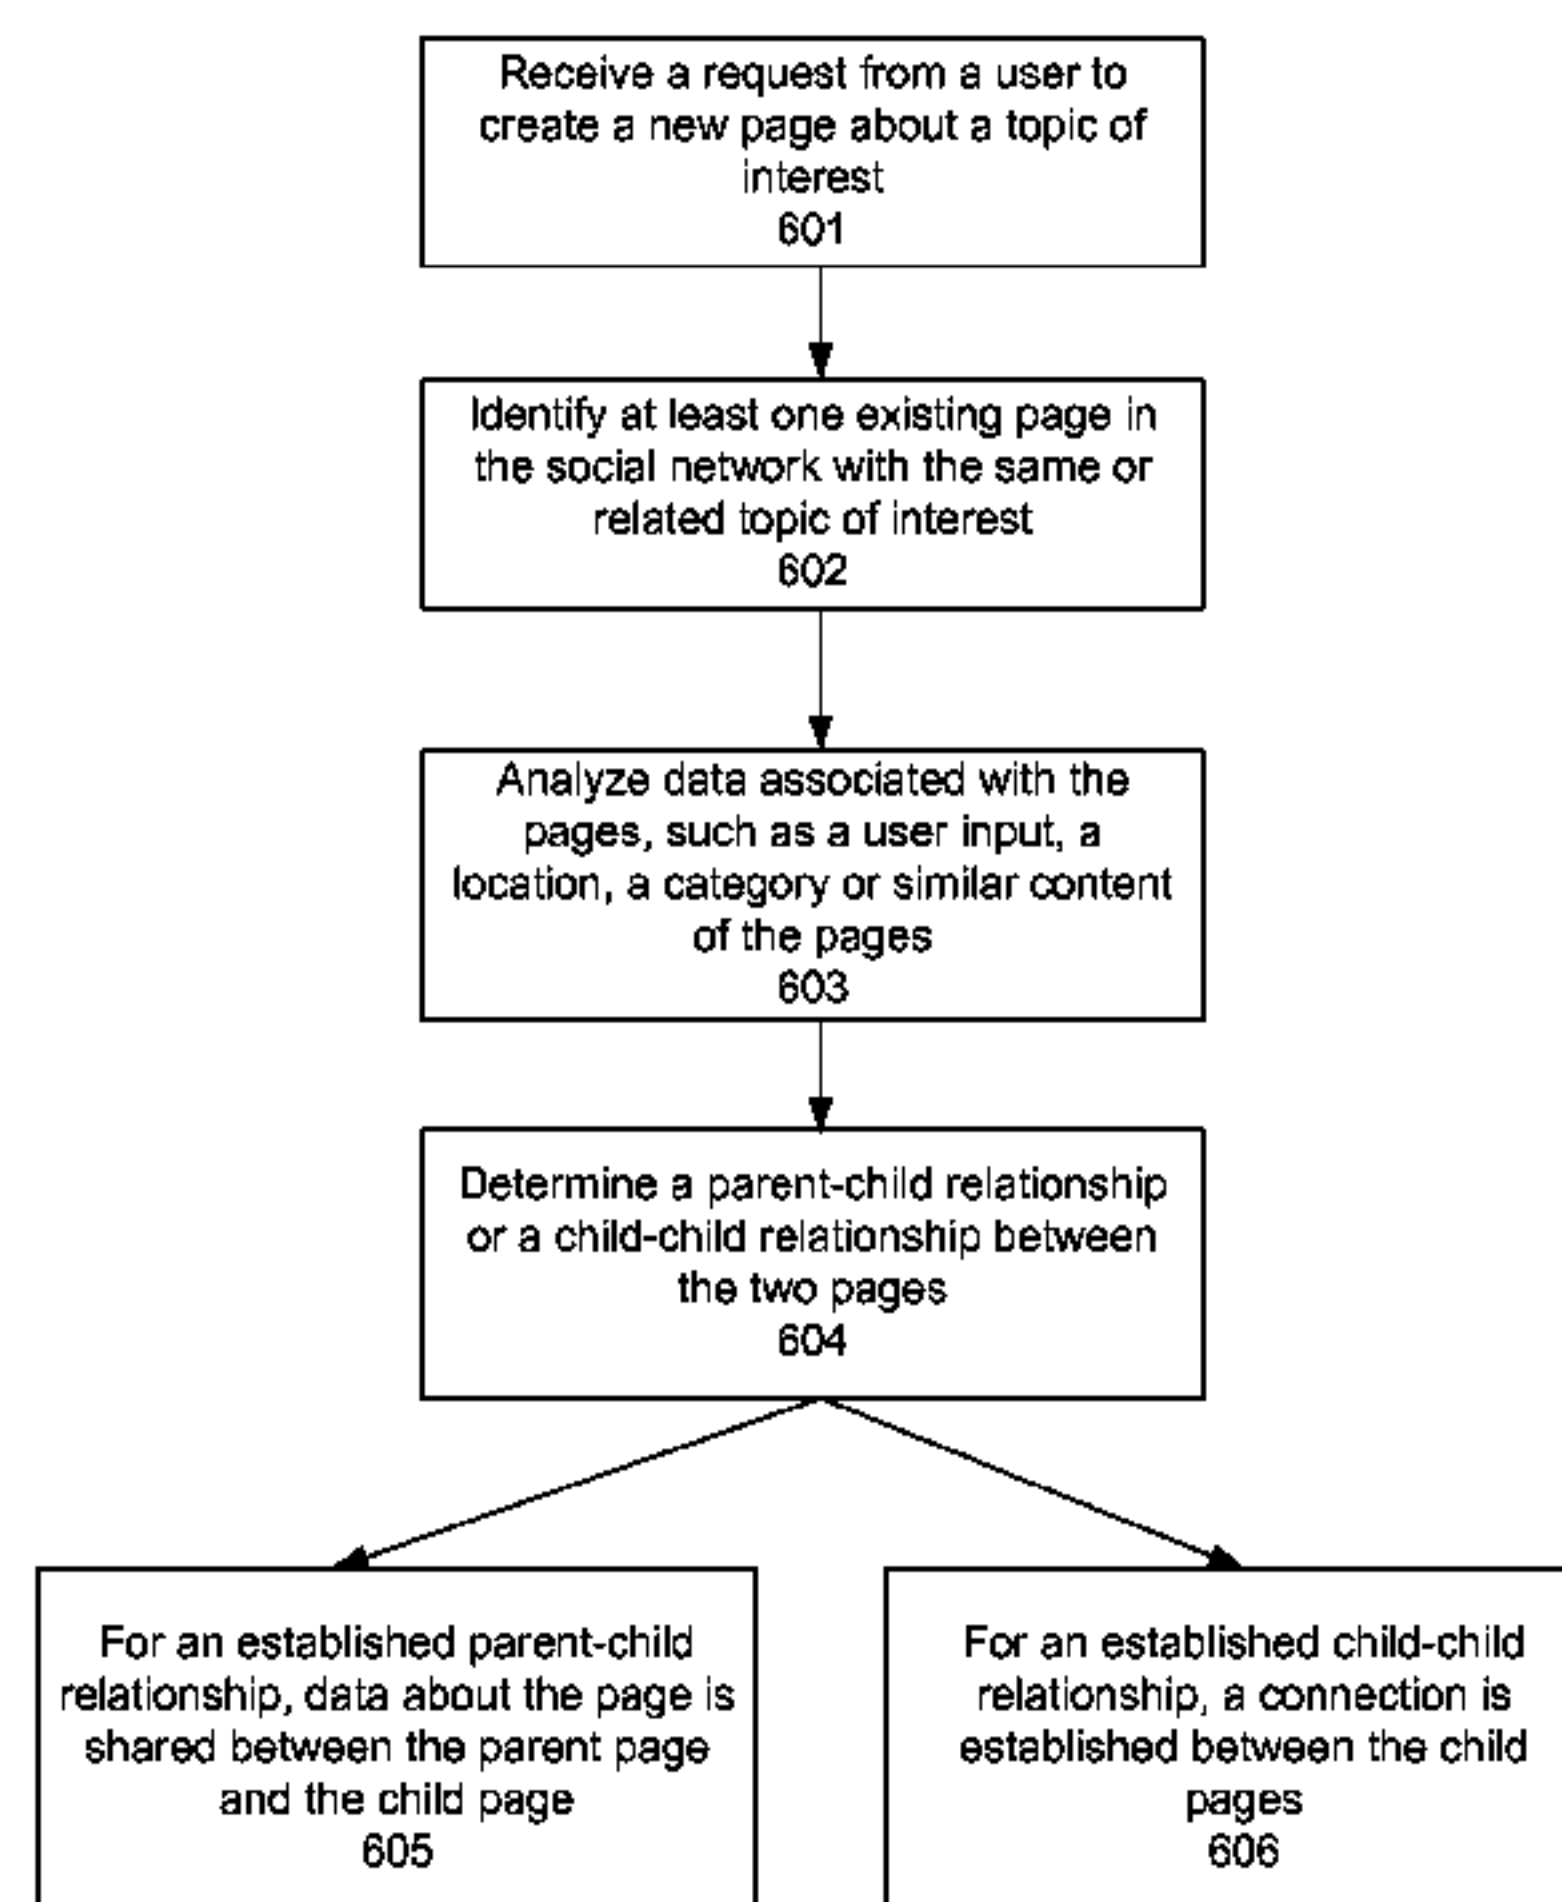 Receive a request from a user to
create a new page about a topic of
interest
601
Identify at least one existing page in
the social network with the same or
related topic of interest
602
Analyze data associated with the
pages, such as a user input, a
location, a category or similar content
of the pages
603
Determine a parent-child relationship
or a child-child relationship between
the two pages
604
For an established parent-child
relationship, data about the page is
shared between the parent page
and the child page
605
For an established child-child
relationship, a connection is
established between the child
pages
606